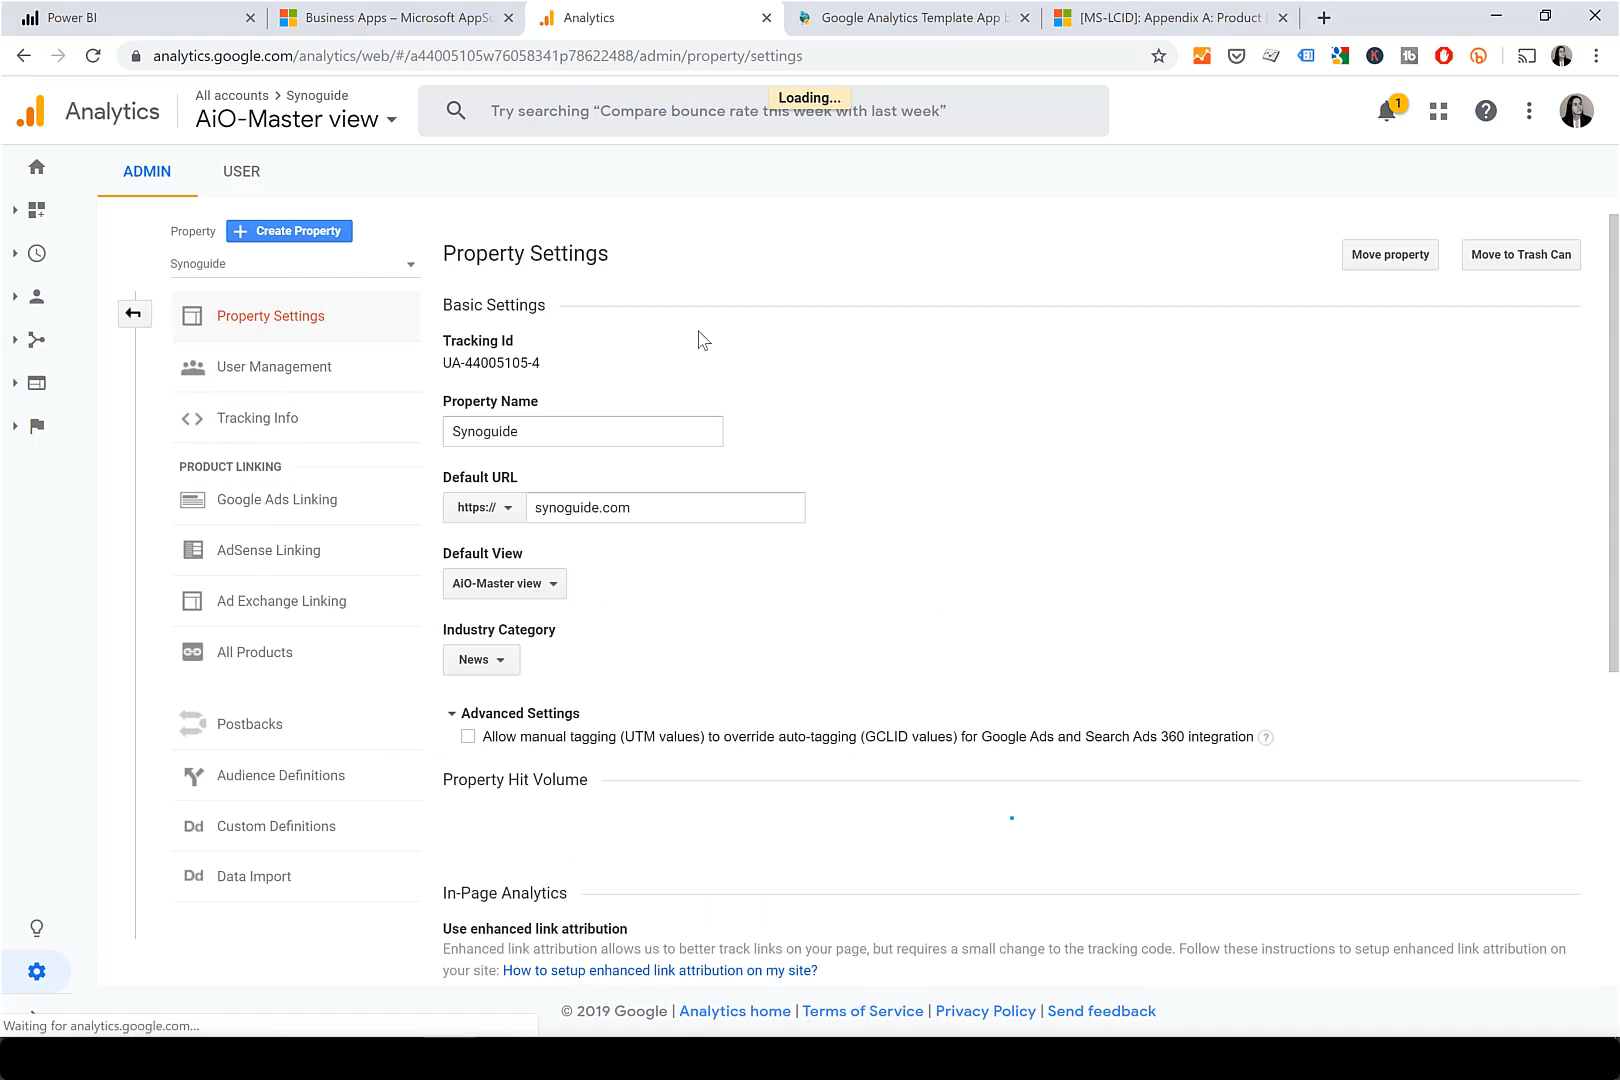 Power BI
Business Apps – Microsoft AppSo
Analytics
Google Analytics Template App b
[MS-LCID]: Appendix A: Product
analytics.google.com/analytics/web/#/a44005105w76058341p78622488/admin/property/settings
Analytics
All accounts > Synoguide
AiO-Master view
Try searching “Compare bounce rate this week with last week”
Loading...
1
ADMIN
USER
Property
Create Property
Synoguide
Property Settings
User Management
Tracking Info
PRODUCT LINKING
Google Ads Linking
AdSense Linking
Ad Exchange Linking
All Products
Postbacks
Audience Definitions
Dd Custom Definitions
Dd Data Import
Property Settings
Move property
Move to Trash Can
Basic Settings
Tracking Id
UA-44005105-4
Property Name
Synoguide
Default URL
https://
synoguide.com
Default View
AiO-Master view
Industry Category
News
Advanced Settings
Allow manual tagging (UTM values) to override auto-tagging (GCLID values) for Google Ads and Search Ads 360 integration ?
Property Hit Volume
In-Page Analytics
Use enhanced link attribution
Enhanced link attribution allows us to better track links on your page, but requires a small change to the tracking code. Follow these instructions to setup enhanced link attribution on
your site: How to setup enhanced link attribution on my site?
© 2019 Google | Analytics home | Terms of Service | Privacy Policy | Send feedback
Waiting for analytics.google.com...